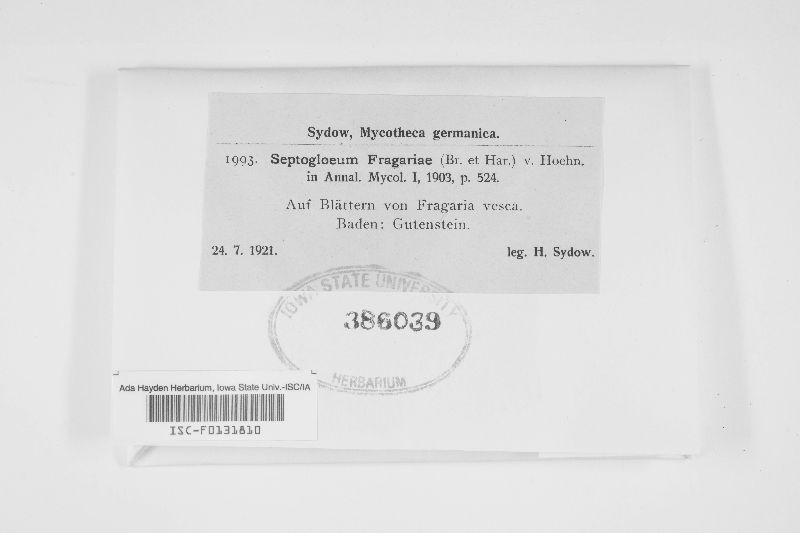 Sydow, Mycotheca germanica.
1993. Septogloeum Fragariae (Br. et Har.) v. Hoehn.
in Annal. Mycol. I, 1903, p. 524.
Auf Blättern von Fragaria vesca.
Baden: Gutenstein.
24. 7. 1921. leg. H. Sydow.
IOWA STATE UNIVERSITY
386039
HERBARIUM
Ada Hayden Herbarium, Iowa State Univ.-ISC/IA
ISC-F0131810